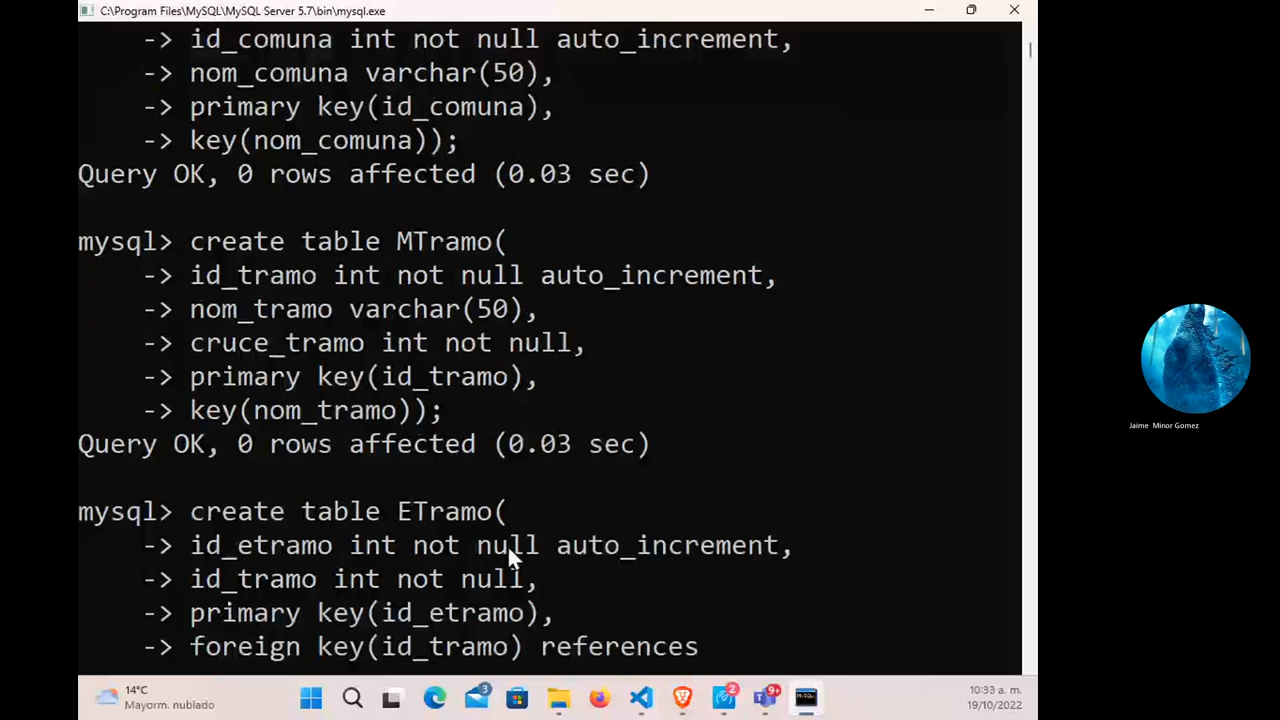 C:\Program Files\MySQL\MySQL Server 5.7\bin\mysql.exe
-> id_comuna int not null auto_increment,
-> nom_comuna varchar(50),
-> primary key(id_comuna),
-> key(nom_comuna));
Query OK, 0 rows affected (0.03 sec)
mysql> create table MTramo(
-> id_tramo int not null auto_increment,
-> nom_tramo varchar(50),
-> cruce_tramo int not null,
-> primary key(id_tramo),
-> key(nom_tramo));
Query OK, 0 rows affected (0.03 sec)
mysql> create table ETramo(
-> id_etramo int not null auto_increment,
-> id_tramo int not null,
-> primary key(id_etramo),
-> foreign key(id_tramo) references
Jaime Minor Gomez
14°C
Mayorm. nublado
3
2
9+
10:33 a. m.
19/10/2022